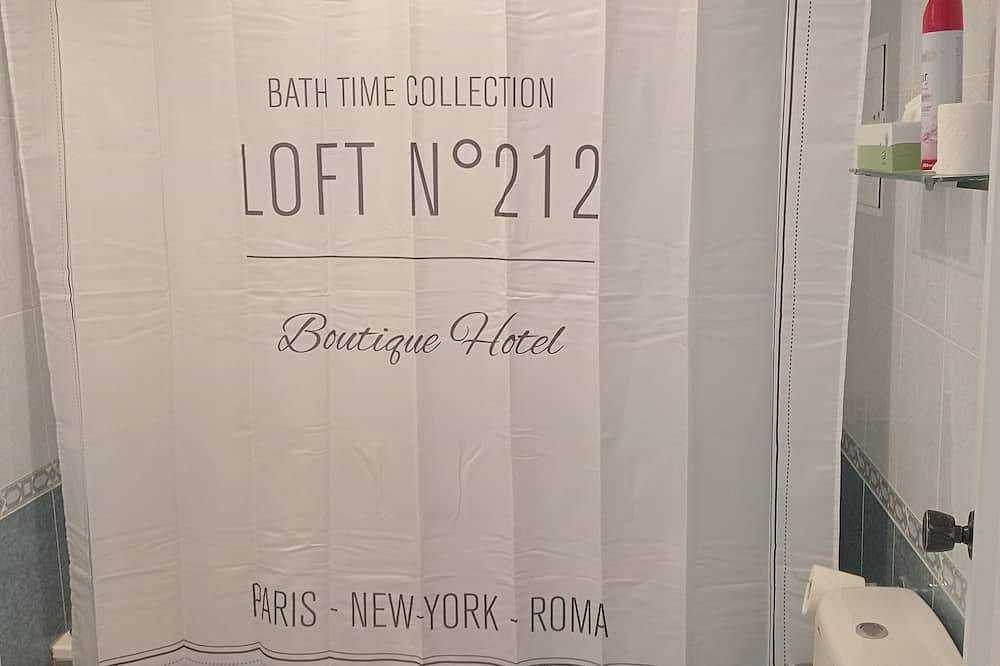 BATH TIME COLLECTION
LOFT N°212
Boutique Hotel
PARIS - NEW-YORK - ROMA